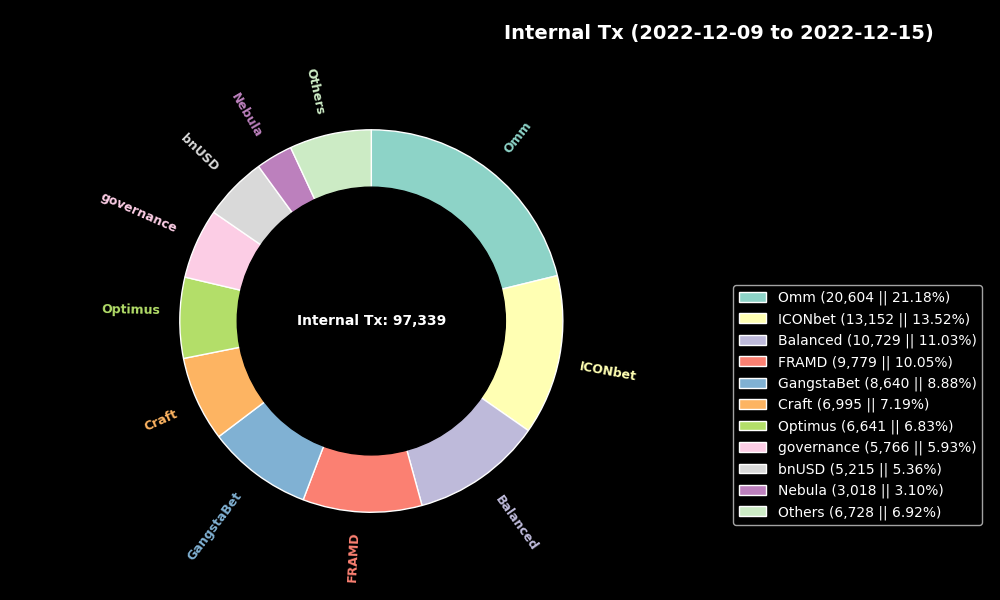 Internal Tx (2022-12-09 to 2022-12-15)
Others
Nebula
Omm
bnUSD
governance
Optimus
Internal Tx: 97,339
ICONbet
Craft
GangstaBet
Balanced
FRAMD
Omm (20,604 || 21.18%)
ICONbet (13,152 || 13.52%)
Balanced (10,729 || 11.03%)
FRAMD (9,779 || 10.05%)
GangstaBet (8,640 || 8.88%)
Craft (6,995 || 7.19%)
Optimus (6,641 || 6.83%)
governance (5,766 || 5.93%)
bnUSD (5,215 || 5.36%)
Nebula (3,018 || 3.10%)
Others (6,728 || 6.92%)